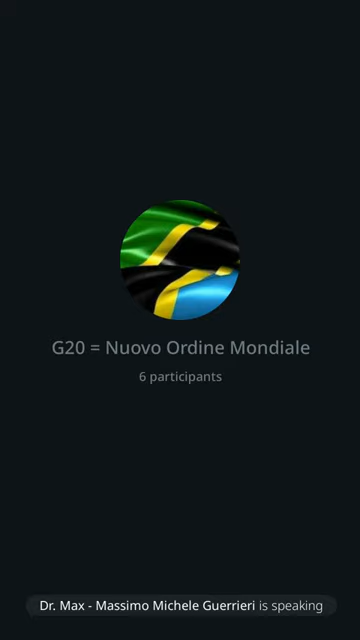 G20 = Nuovo Ordine Mondiale
6 participants
Dr. Max - Massimo Michele Guerrieri is speaking